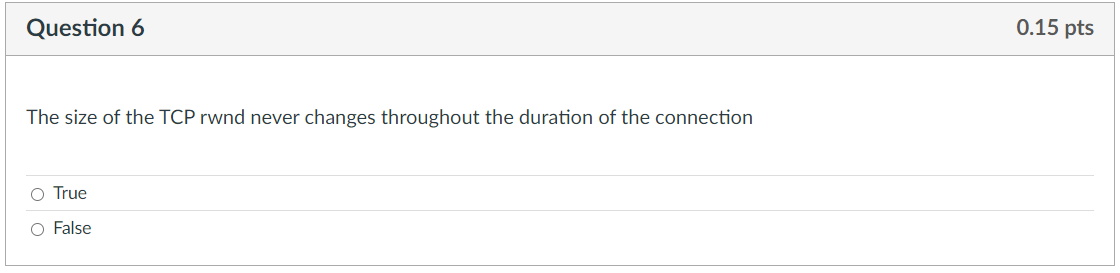 Question 6
0.15 pts
The size of the TCP rwnd never changes throughout the duration of the connection
True
False